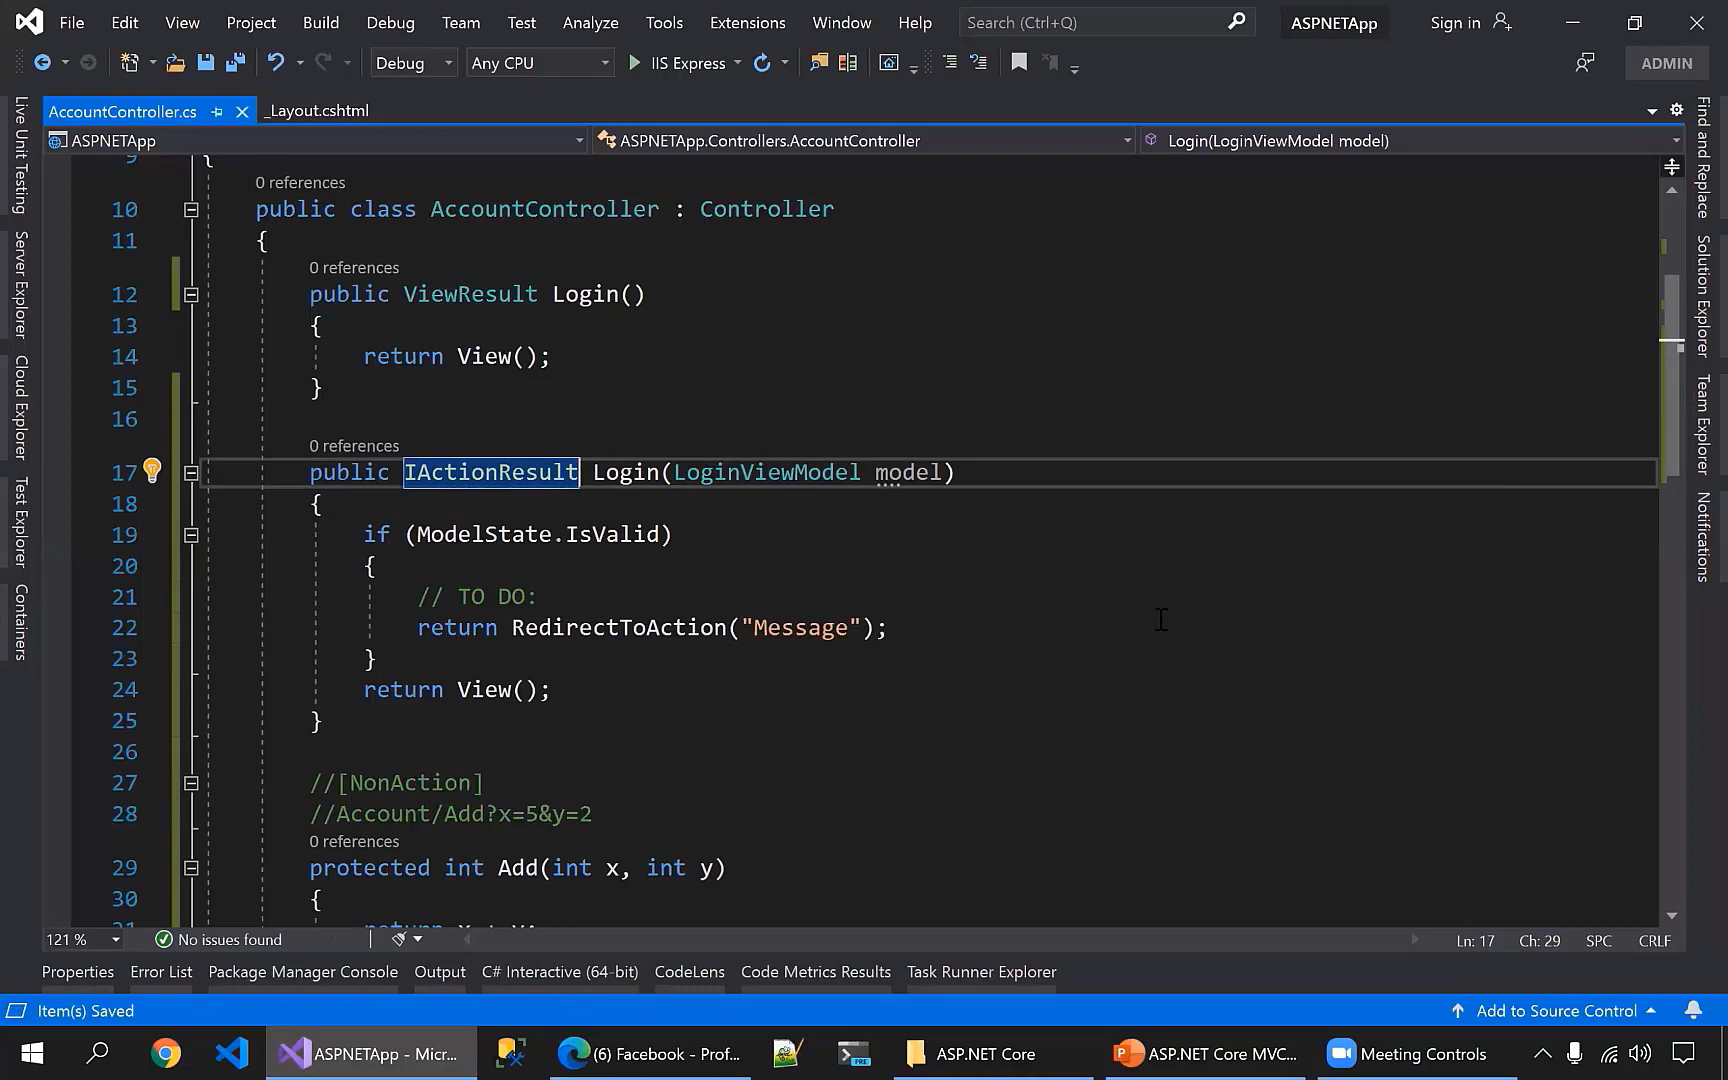 File Edit View Project Build Debug Team Test Analyze Tools Extensions Window Help Search (Ctrl+Q) ASPNETApp Sign in
Debug Any CPU IIS Express ADMIN
AccountController.cs _Layout.cshtml
ASPNETApp ASPNETApp.Controllers.AccountController Login(LoginViewModel model)
Live Unit Testing
Server Explorer
Cloud Explorer
Test Explorer
Containers
9 {
0 references
10 public class AccountController : Controller
11 {
0 references
12 public ViewResult Login()
13 {
14 return View();
15 }
16
0 references
17 public IActionResult Login(LoginViewModel model)
18 {
19 if (ModelState.IsValid)
20 {
21 // TO DO:
22 return RedirectToAction("Message");
23 }
24 return View();
25 }
26
27 //[NonAction]
28 //Account/Add?x=5&y=2
0 references
29 protected int Add(int x, int y)
30 {
31 return x + y;
Find and Replace
Solution Explorer
Team Explorer
Notifications
121 % No issues found Ln: 17 Ch: 29 SPC CRLF
Properties Error List Package Manager Console Output C# Interactive (64-bit) CodeLens Code Metrics Results Task Runner Explorer
Item(s) Saved Add to Source Control
ASPNETApp - Micr... (6) Facebook - Prof... PRE ASP.NET Core ASP.NET Core MVC... Meeting Controls